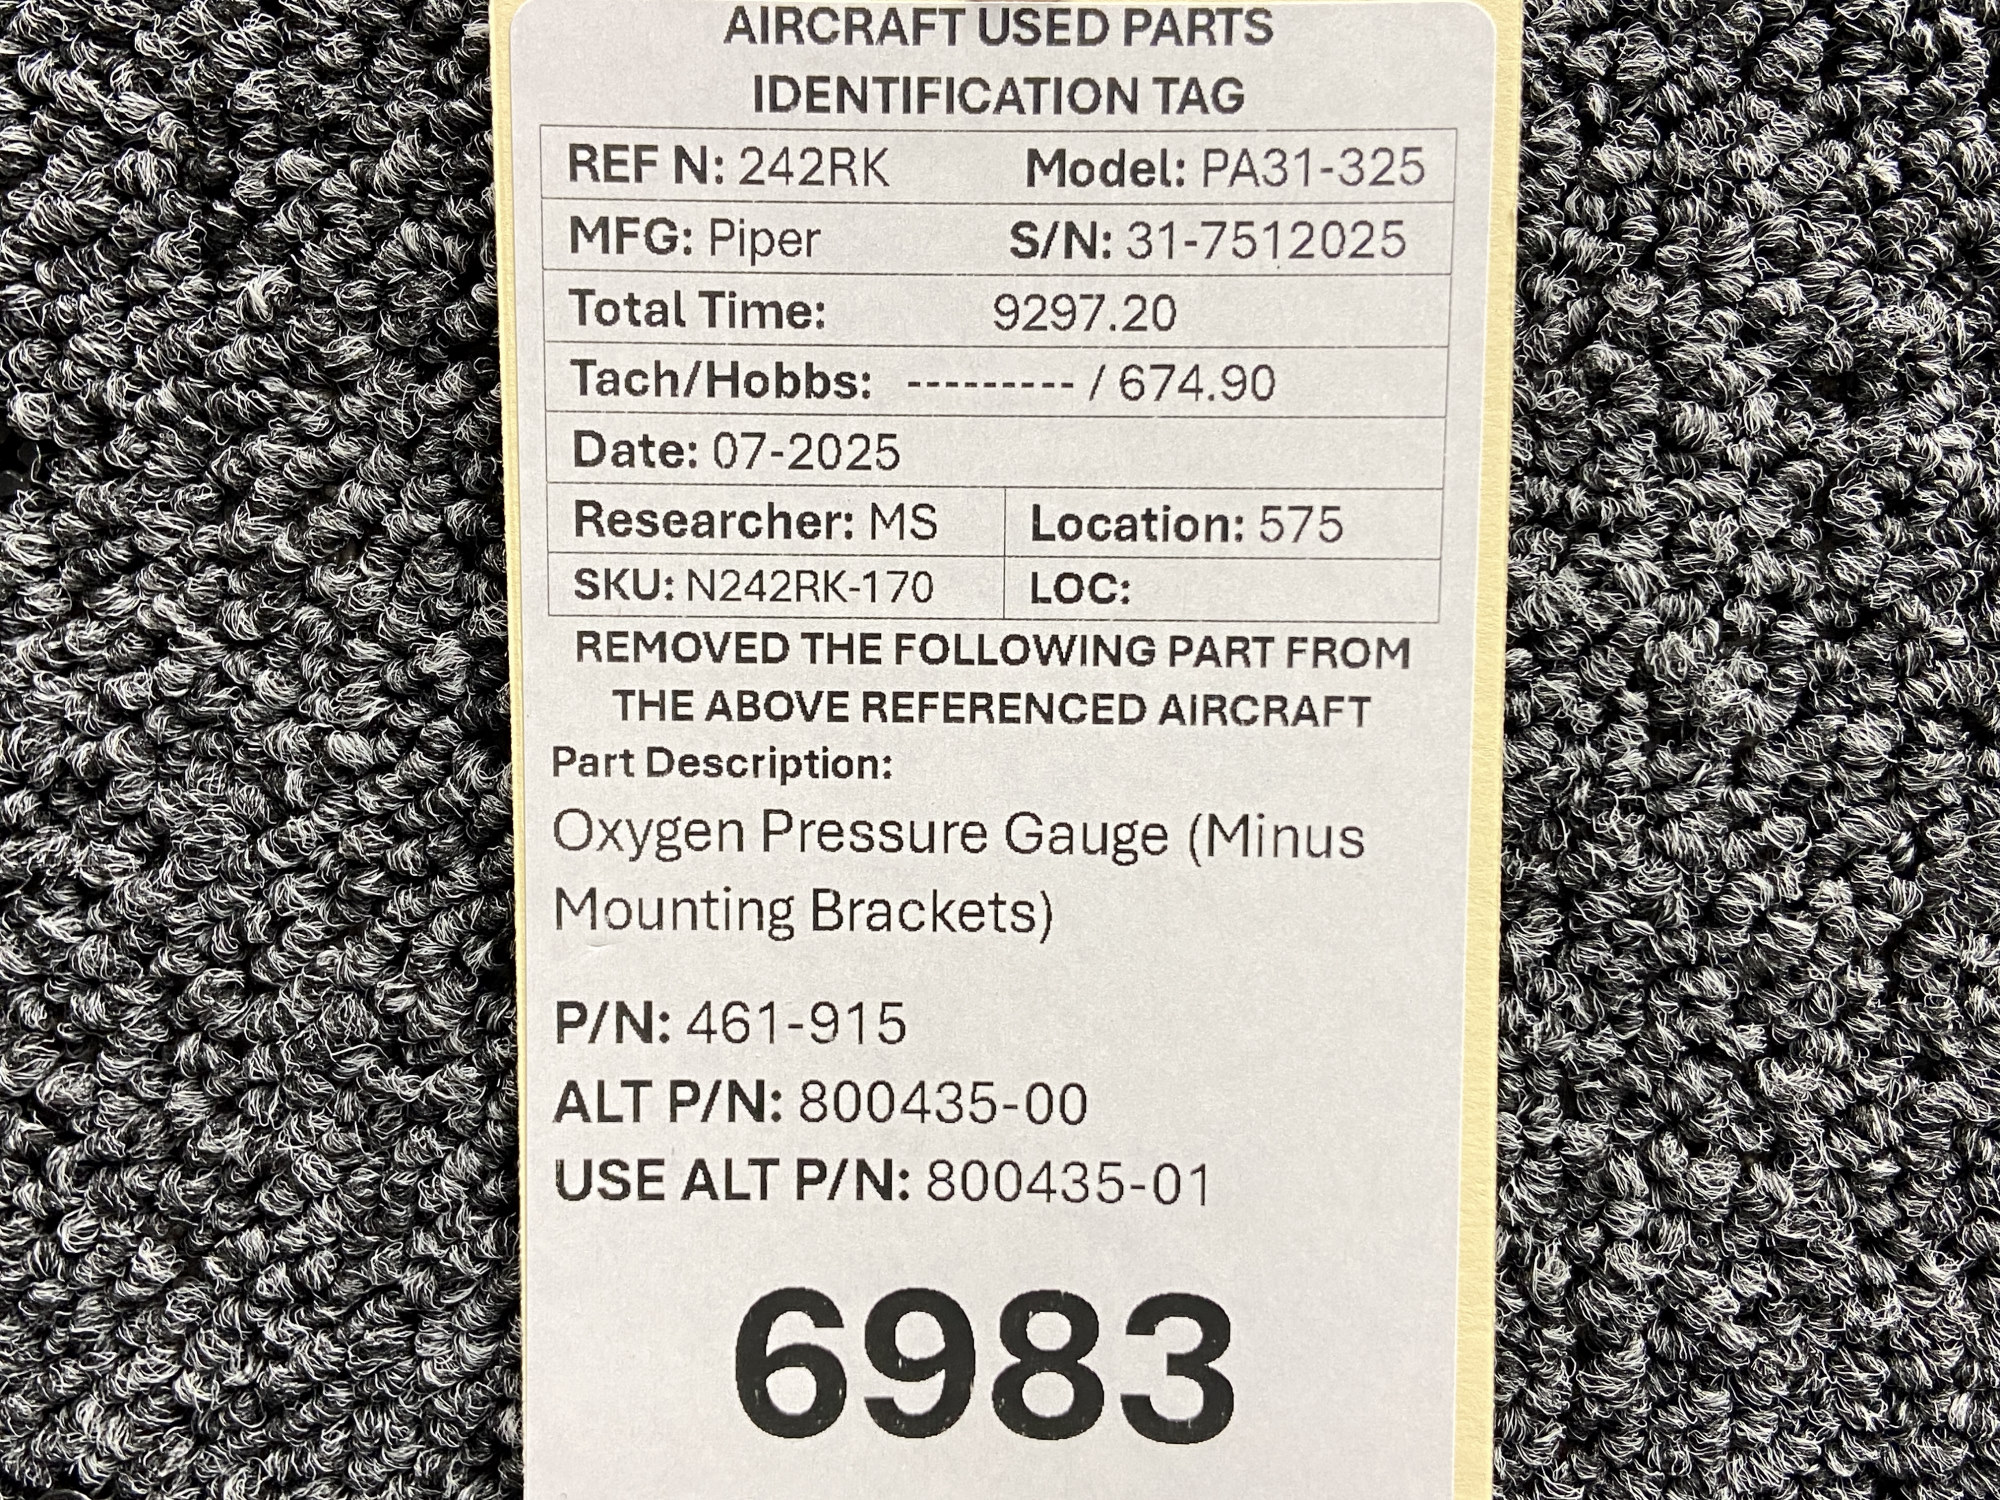 AIRCRAFT USED PARTS
IDENTIFICATION TAG
REF N: 242RK Model: PA31-325
MFG: Piper S/N: 31-7512025
Total Time: 9297.20
Tach/Hobbs: --------- / 674.90
Date: 07-2025
Researcher: MS Location: 575
SKU: N242RK-170 LOC:
REMOVED THE FOLLOWING PART FROM
THE ABOVE REFERENCED AIRCRAFT
Part Description:
Oxygen Pressure Gauge (Minus
Mounting Brackets)
P/N: 461-915
ALT P/N: 800435-00
USE ALT P/N: 800435-01
6983